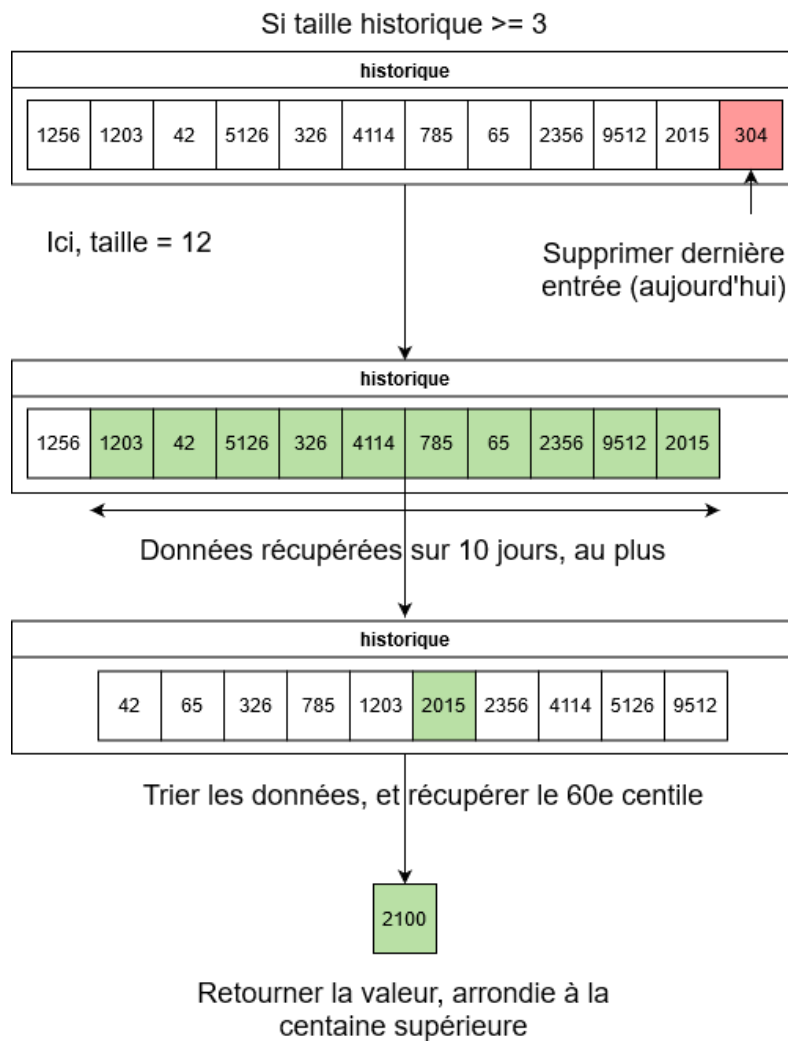 Si taille historique >= 3
historique
1256 1203 42 5126 326 4114 785 65 2356 9512 2015 304
Ici, taille = 12
Supprimer dernière
entrée (aujourd'hui)
historique
1256 1203 42 5126 326 4114 785 65 2356 9512 2015
Données récupérées sur 10 jours, au plus
historique
42 65 326 785 1203 2015 2356 4114 5126 9512
Trier les données, et récupérer le 60e centile
2100
Retourner la valeur, arrondie à la
centaine supérieure